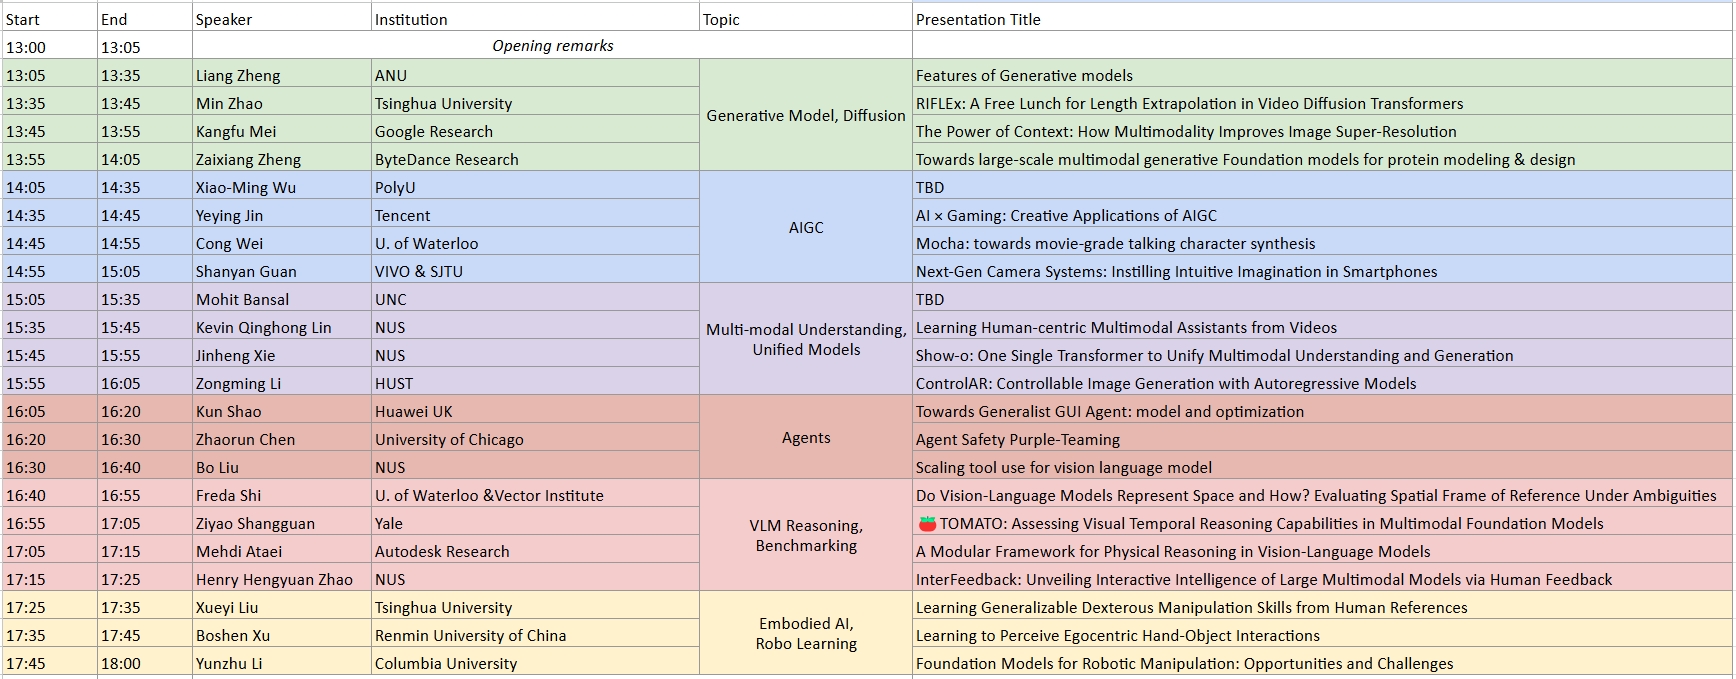 Start End Speaker Institution Topic Presentation Title
13:00 13:05 Opening remarks
13:05 13:35 Liang Zheng ANU Generative Model, Diffusion Features of Generative models
13:35 13:45 Min Zhao Tsinghua University RIFLEx: A Free Lunch for Length Extrapolation in Video Diffusion Transformers
13:45 13:55 Kangfu Mei Google Research The Power of Context: How Multimodality Improves Image Super-Resolution
13:55 14:05 Zaixiang Zheng ByteDance Research Towards large-scale multimodal generative Foundation models for protein modeling & design
14:05 14:35 Xiao-Ming Wu PolyU AIGC TBD
14:35 14:45 Yeying Jin Tencent AI × Gaming: Creative Applications of AIGC
14:45 14:55 Cong Wei U. of Waterloo Mocha: towards movie-grade talking character synthesis
14:55 15:05 Shanyan Guan VIVO & SJTU Next-Gen Camera Systems: Instilling Intuitive Imagination in Smartphones
15:05 15:35 Mohit Bansal UNC Multi-modal Understanding, Unified Models TBD
15:35 15:45 Kevin Qinghong Lin NUS Learning Human-centric Multimodal Assistants from Videos
15:45 15:55 Jinheng Xie NUS Show-o: One Single Transformer to Unify Multimodal Understanding and Generation
15:55 16:05 Zongming Li HUST ControlAR: Controllable Image Generation with Autoregressive Models
16:05 16:20 Kun Shao Huawei UK Agents Towards Generalist GUI Agent: model and optimization
16:20 16:30 Zhaorun Chen University of Chicago Agent Safety Purple-Teaming
16:30 16:40 Bo Liu NUS Scaling tool use for vision language model
16:40 16:55 Freda Shi U. of Waterloo &Vector Institute VLM Reasoning, Benchmarking Do Vision-Language Models Represent Space and How? Evaluating Spatial Frame of Reference Under Ambiguities
16:55 17:05 Ziyao Shangguan Yale 🍅 TOMATO: Assessing Visual Temporal Reasoning Capabilities in Multimodal Foundation Models
17:05 17:15 Mehdi Ataei Autodesk Research A Modular Framework for Physical Reasoning in Vision-Language Models
17:15 17:25 Henry Hengyuan Zhao NUS InterFeedback: Unveiling Interactive Intelligence of Large Multimodal Models via Human Feedback
17:25 17:35 Xueyi Liu Tsinghua University Embodied AI, Robo Learning Learning Generalizable Dexterous Manipulation Skills from Human References
17:35 17:45 Boshen Xu Renmin University of China Learning to Perceive Egocentric Hand-Object Interactions
17:45 18:00 Yunzhu Li Columbia University Foundation Models for Robotic Manipulation: Opportunities and Challenges